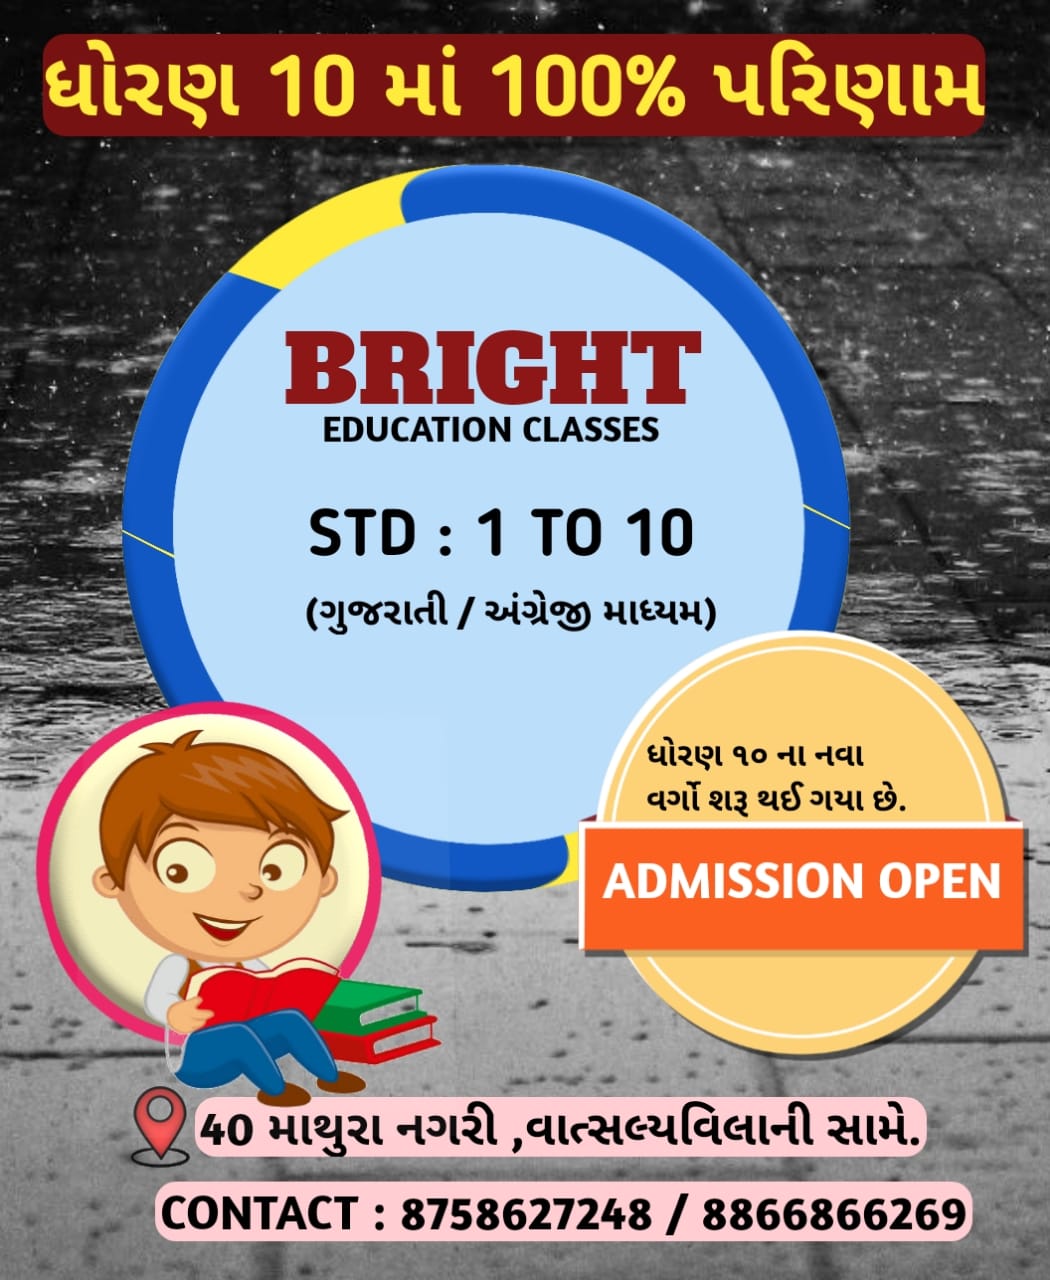 ધોરણ 10 માં 100% પરિણામ
BRIGHT
EDUCATION CLASSES
STD : 1 TO 10
(ગુજરાતી / અંગ્રેજી માધ્યમ)
ધોરણ ૧૦ ના નવા
વર્ગો શરૂ થઈ ગયા છે.
ADMISSION OPEN
40 માથુરા નગરી ,વાત્સલ્યવિલાની સામે.
CONTACT : 8758627248 / 8866866269